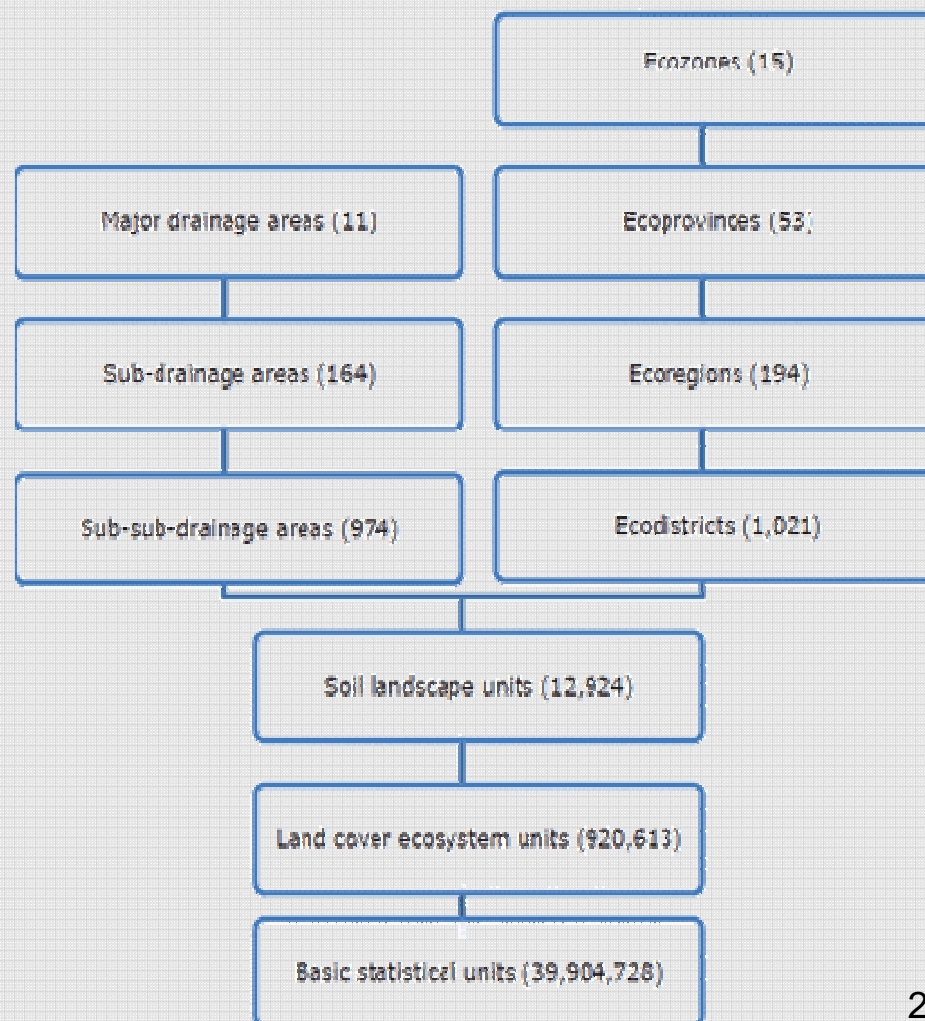 Ecozones (15)
Major drainage areas (11)
Ecoprovinces (53)
Sub-drainage areas (164)
Ecoregions (194)
Sub-sub-drainage areas (974)
Ecodistricts (1,021)
Soil landscape units (12,924)
Land cover ecosystem units (920,613)
Basic statistical units (39,904,728)
2